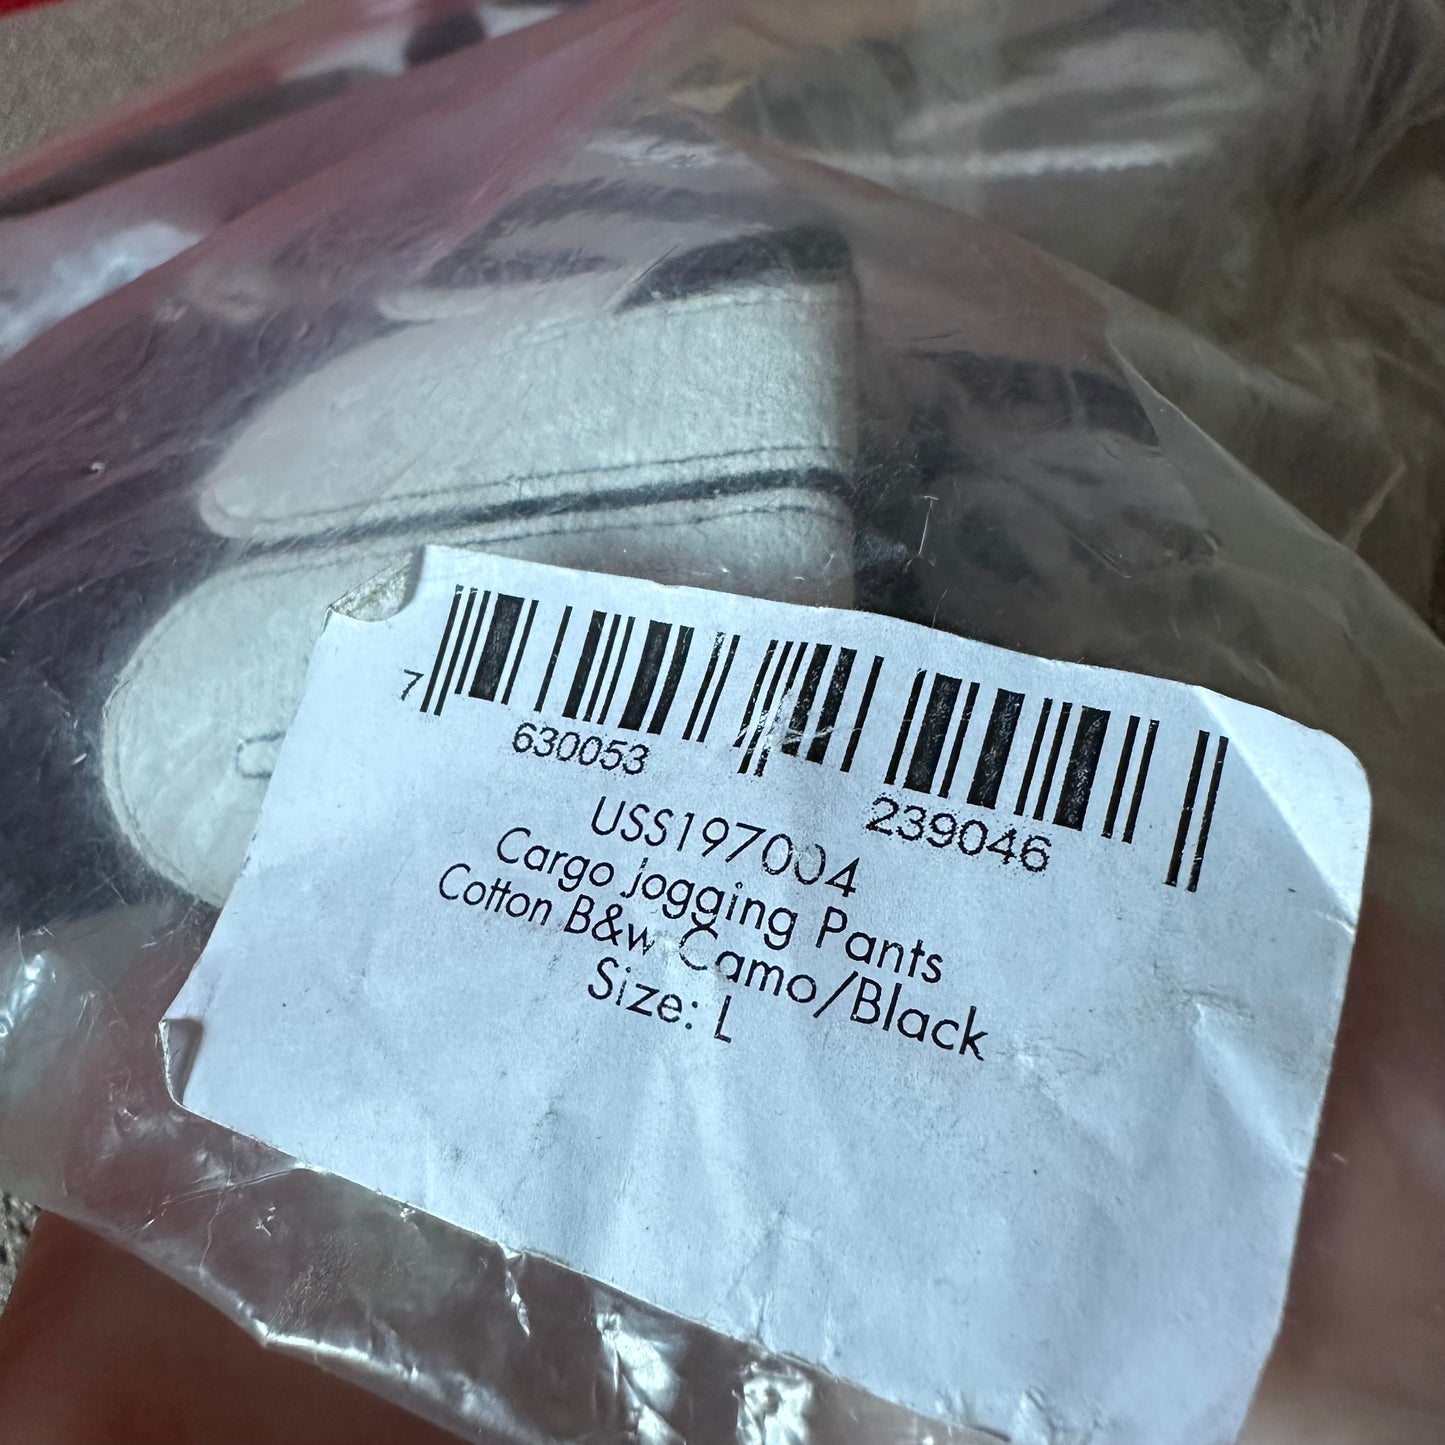 7 630053 239046
USS197004
Cargo jogging Pants
Cotton B&w Camo/Black
Size: L